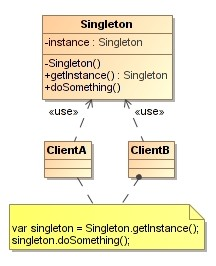 Singleton
-instance : Singleton
-Singleton()
+getInstance() : Singleton
+doSomething()
«use»
«use»
ClientA
ClientB
var singleton = Singleton.getInstance();
singleton.doSomething();